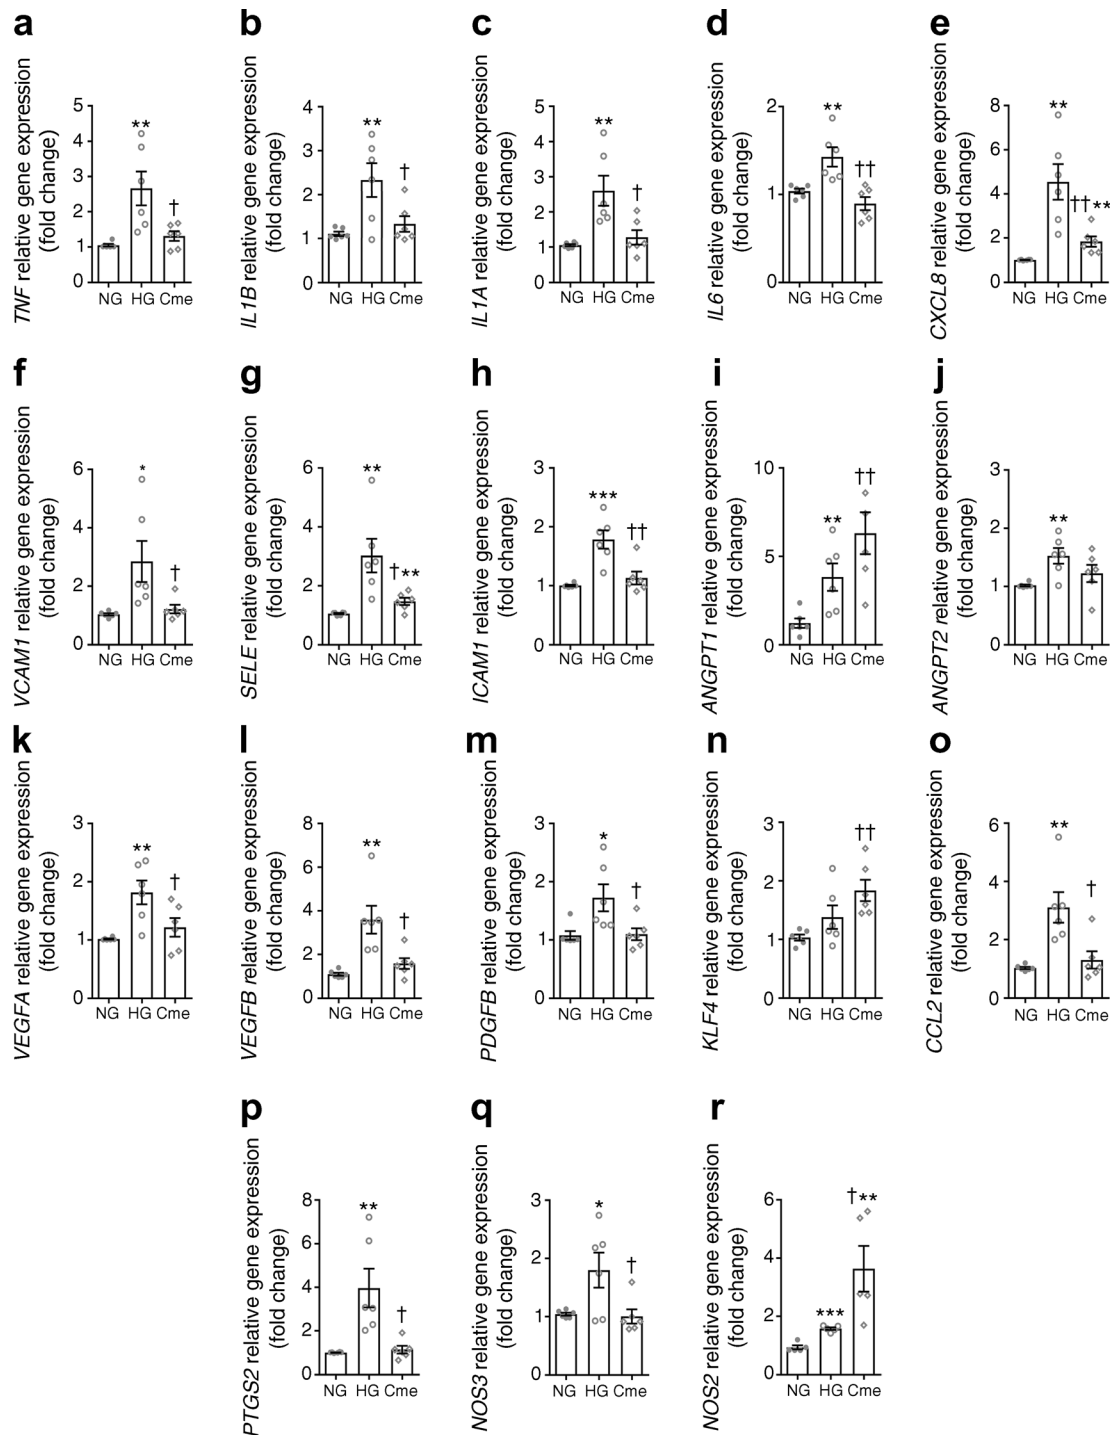 a
TNF relative gene expression
(fold change)
5
4
3
2
1
0
**
†
NG HG Cme
b
IL1B relative gene expression
(fold change)
4
3
2
1
0
**
†
NG HG Cme
c
IL1A relative gene expression
(fold change)
5
4
3
2
1
0
**
†
NG HG Cme
d
IL6 relative gene expression
(fold change)
2
1
0
**
††
NG HG Cme
e
CXCL8 relative gene expression
(fold change)
8
6
4
2
0
**
††**
NG HG Cme
f
VCAM1 relative gene expression
(fold change)
6
4
2
0
*
†
NG HG Cme
g
SELE relative gene expression
(fold change)
6
4
2
0
**
†**
NG HG Cme
h
ICAM1 relative gene expression
(fold change)
3
2
1
0
***
††
NG HG Cme
i
ANGPT1 relative gene expression
(fold change)
10
5
0
**
††
NG HG Cme
j
ANGPT2 relative gene expression
(fold change)
3
2
1
0
**
NG HG Cme
k
VEGFA relative gene expression
(fold change)
3
2
1
0
**
†
NG HG Cme
l
VEGFB relative gene expression
(fold change)
8
6
4
2
0
**
†
NG HG Cme
m
PDGFB relative gene expression
(fold change)
3
2
1
0
*
†
NG HG Cme
n
KLF4 relative gene expression
(fold change)
3
2
1
0
††
NG HG Cme
o
CCL2 relative gene expression
(fold change)
6
4
2
0
**
†
NG HG Cme
p
PTGS2 relative gene expression
(fold change)
8
6
4
2
0
**
†
NG HG Cme
q
NOS3 relative gene expression
(fold change)
3
2
1
0
*
†
NG HG Cme
r
NOS2 relative gene expression
(fold change)
6
4
2
0
***
†**
NG HG Cme